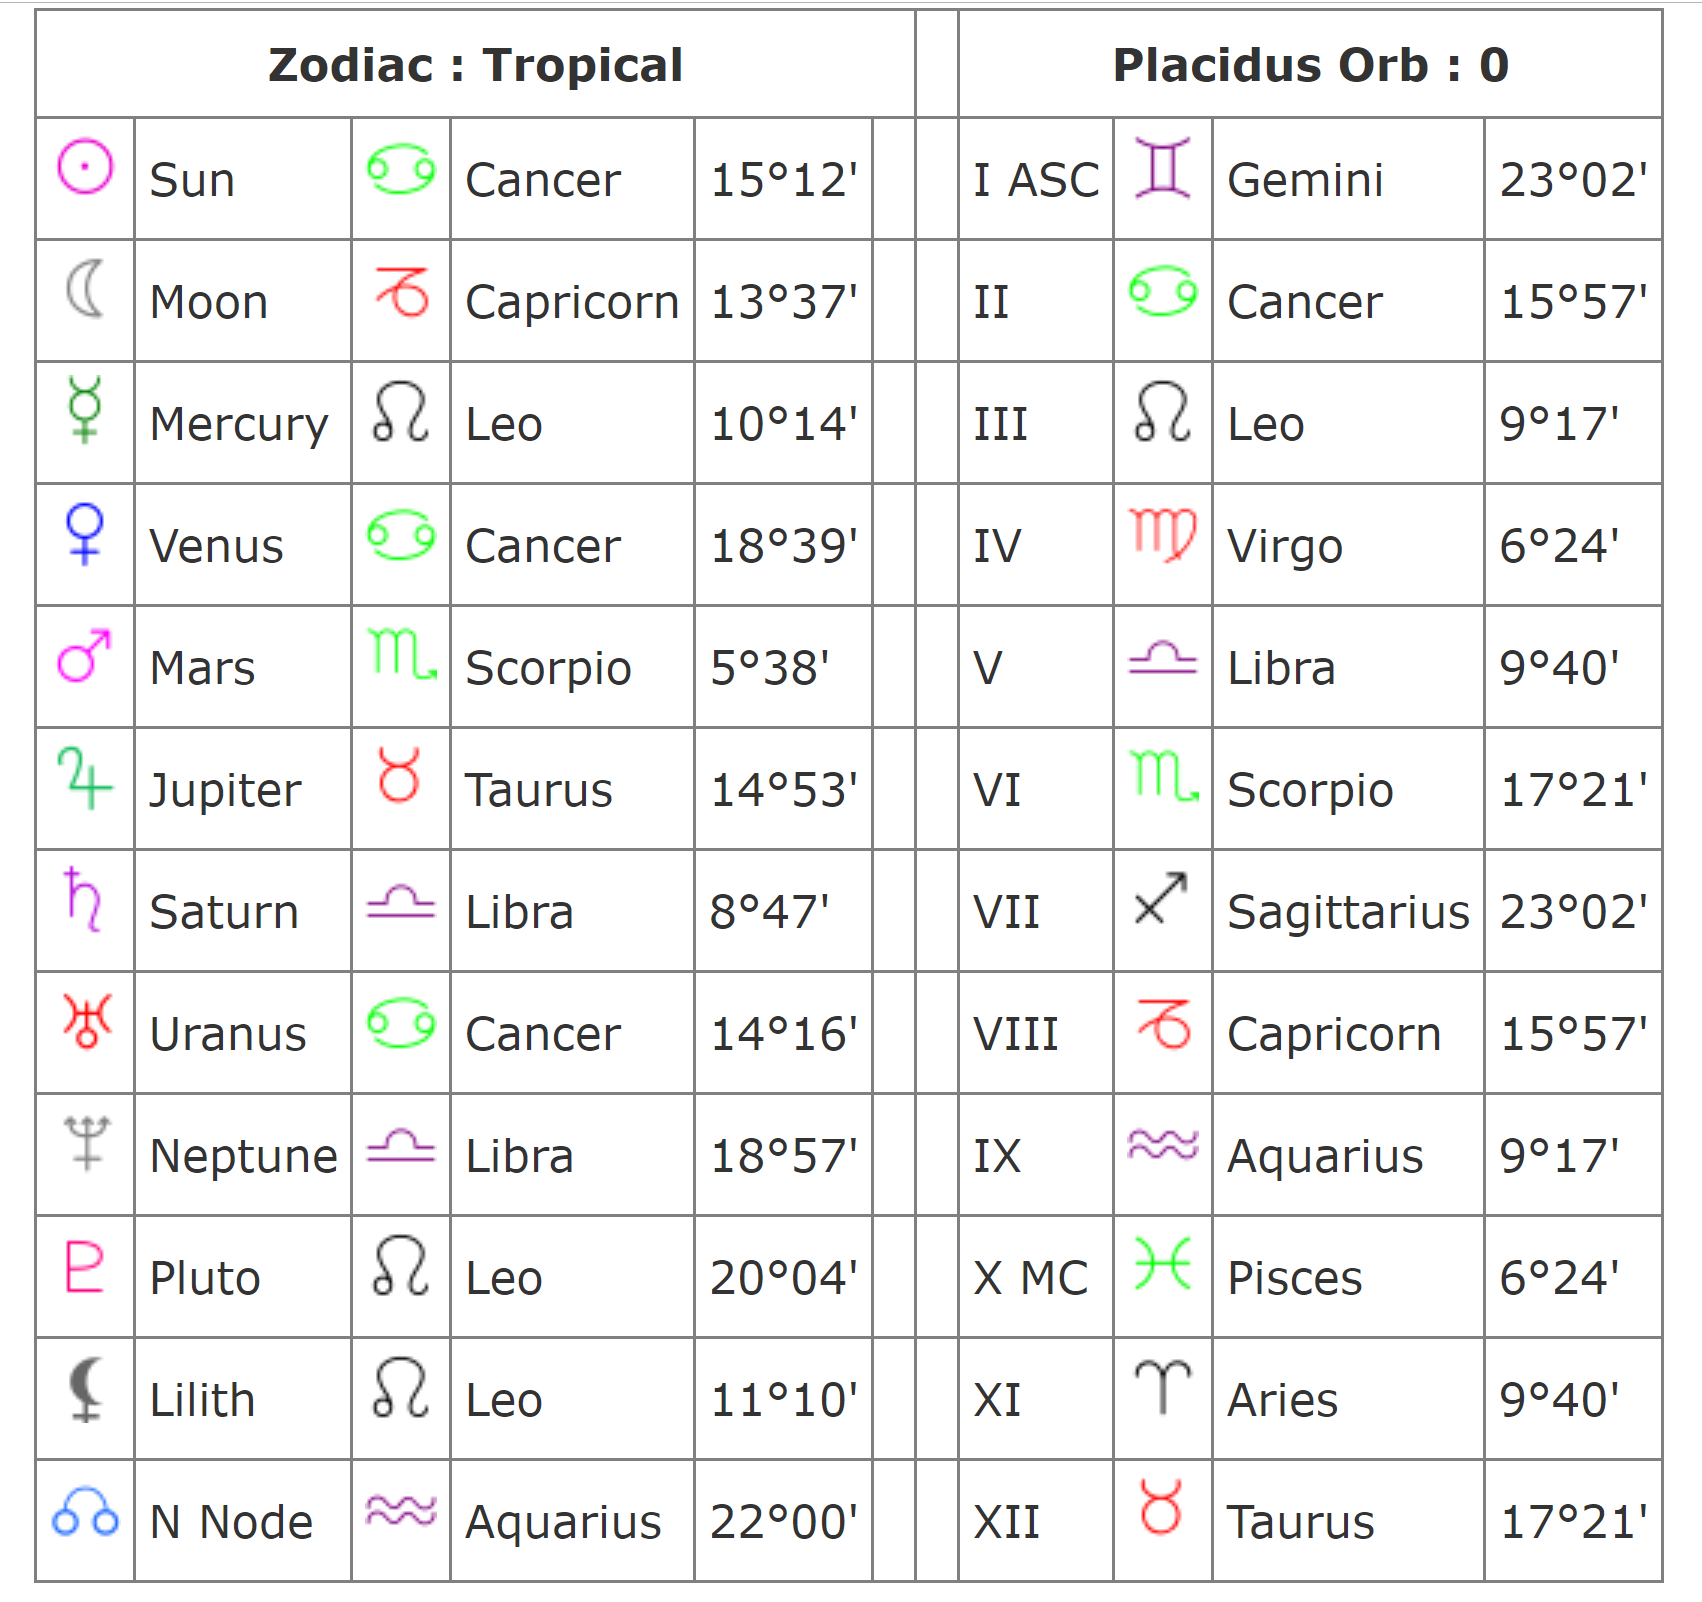 Zodiac : Tropical Placidus Orb : 0
Sun Cancer 15°12' I ASC Gemini 23°02'
Moon Capricorn 13°37' II Cancer 15°57'
Mercury Leo 10°14' III Leo 9°17'
Venus Cancer 18°39' IV Virgo 6°24'
Mars Scorpio 5°38' V Libra 9°40'
Jupiter Taurus 14°53' VI Scorpio 17°21'
Saturn Libra 8°47' VII Sagittarius 23°02'
Uranus Cancer 14°16' VIII Capricorn 15°57'
Neptune Libra 18°57' IX Aquarius 9°17'
Pluto Leo 20°04' X MC Pisces 6°24'
Lilith Leo 11°10' XI Aries 9°40'
N Node Aquarius 22°00' XII Taurus 17°21'